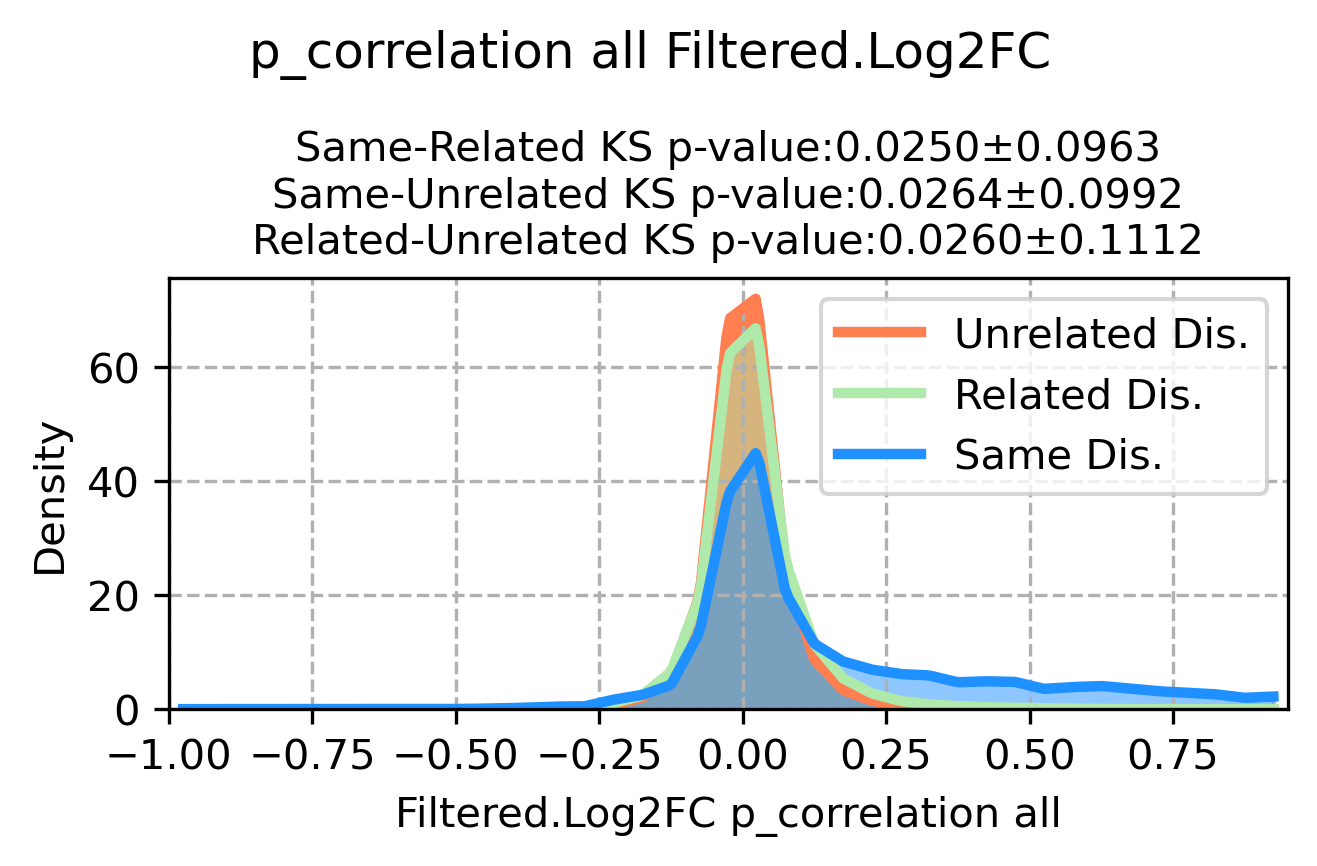 p_correlation all Filtered.Log2FC
Same-Related KS p-value:0.0250±0.0963
Same-Unrelated KS p-value:0.0264±0.0992
Related-Unrelated KS p-value:0.0260±0.1112
Unrelated Dis.
Related Dis.
Same Dis.
Density
60
40
20
0
−1.00 −0.75 −0.50 −0.25 0.00 0.25 0.50 0.75
Filtered.Log2FC p_correlation all